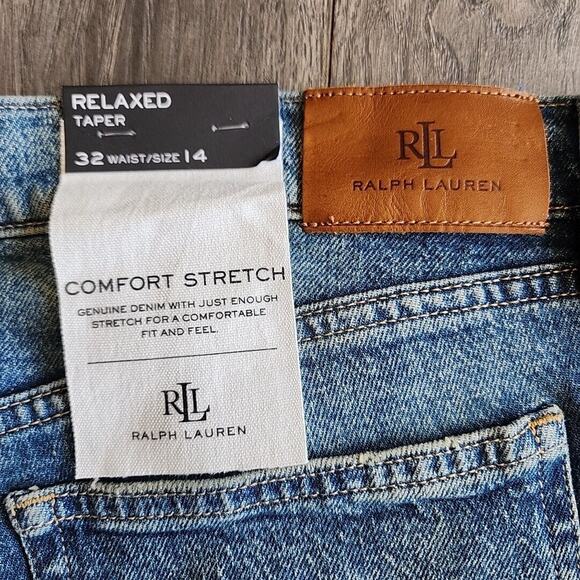 RELAXED
TAPER
32 WAIST/SIZE 14
COMFORT STRETCH
GENUINE DENIM WITH JUST ENOUGH
STRETCH FOR A COMFORTABLE
FIT AND FEEL.
RLL
RALPH LAUREN
RLL
RALPH LAUREN